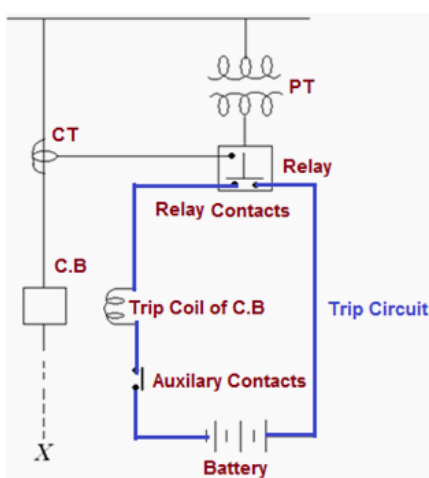 PT
CT
Relay
Relay Contacts
C.B
Trip Coil of C.B
Trip Circuit
Auxilary Contacts
X
Battery